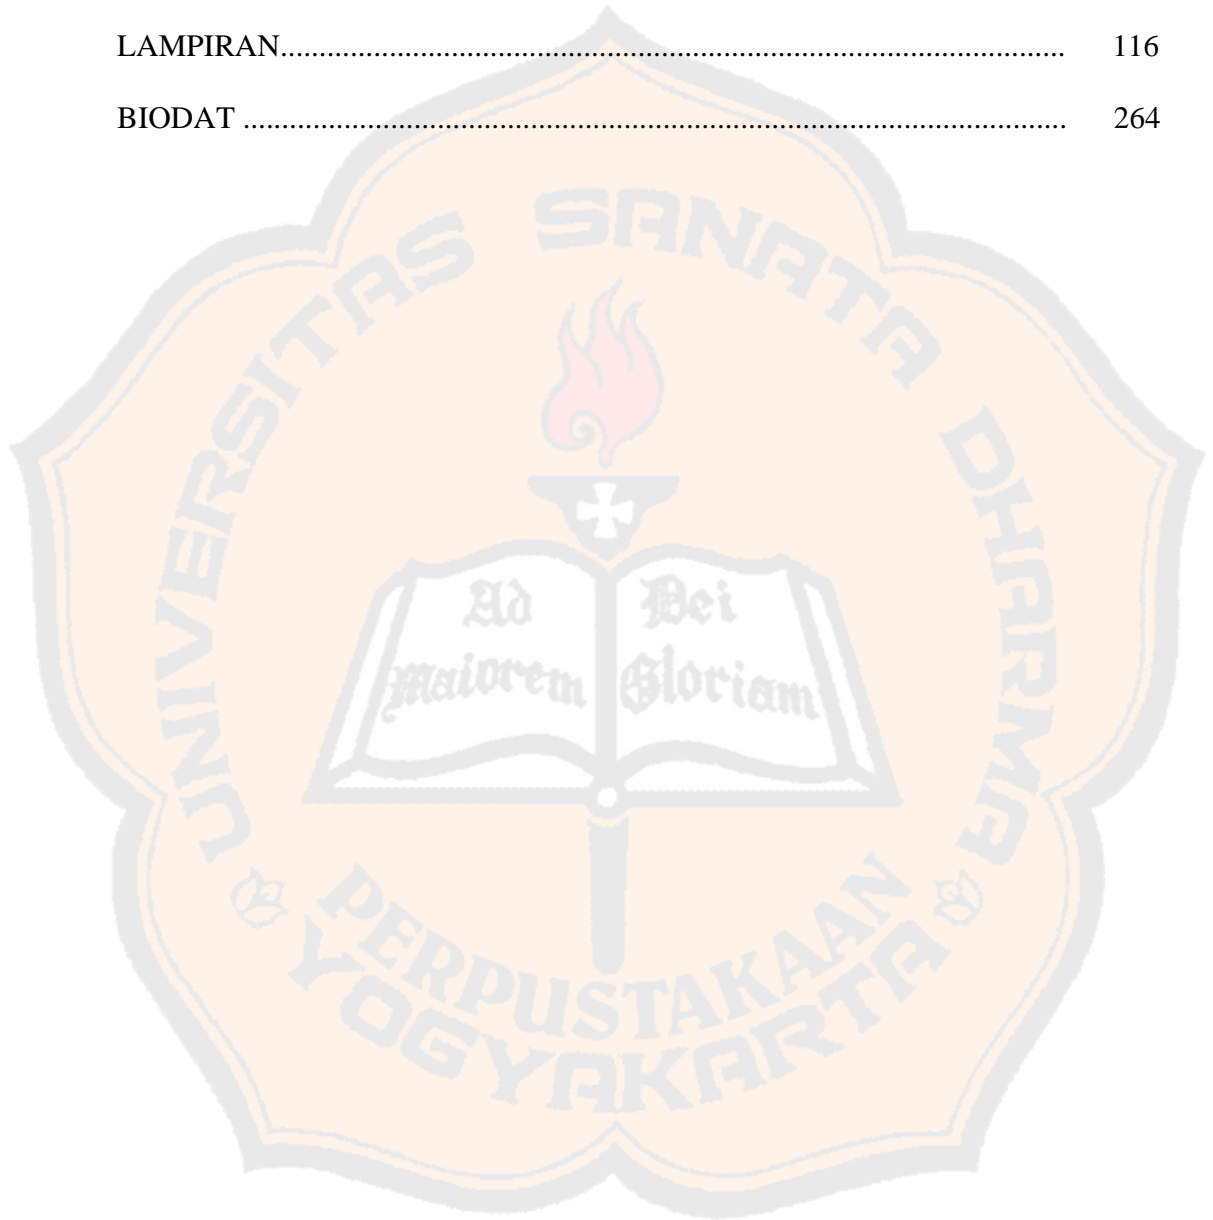 LAMPIRAN.................................................................................................... 116
BIODAT ......................................................................................................... 264
UNIVERSITAS SANATA DHARMA
Ad Dei
Maiorem Gloriam
PERPUSTAKAAN
YOGYAKARTA